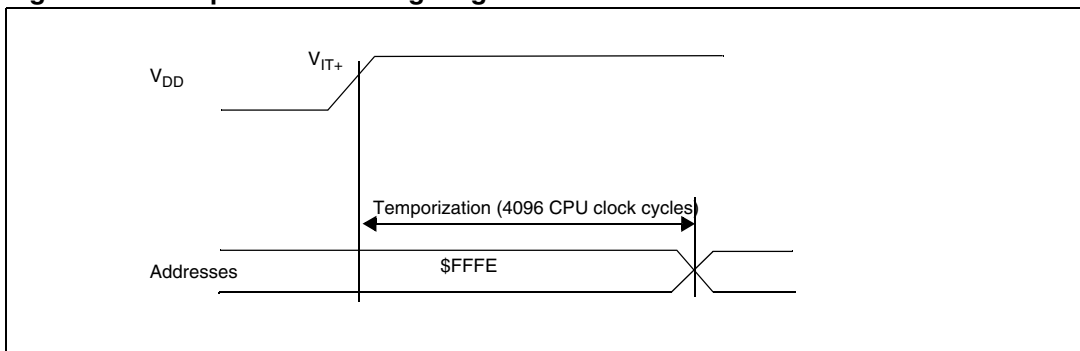 V_IT+
V_DD
Temporization (4096 CPU clock cycles)
Addresses
$FFFE